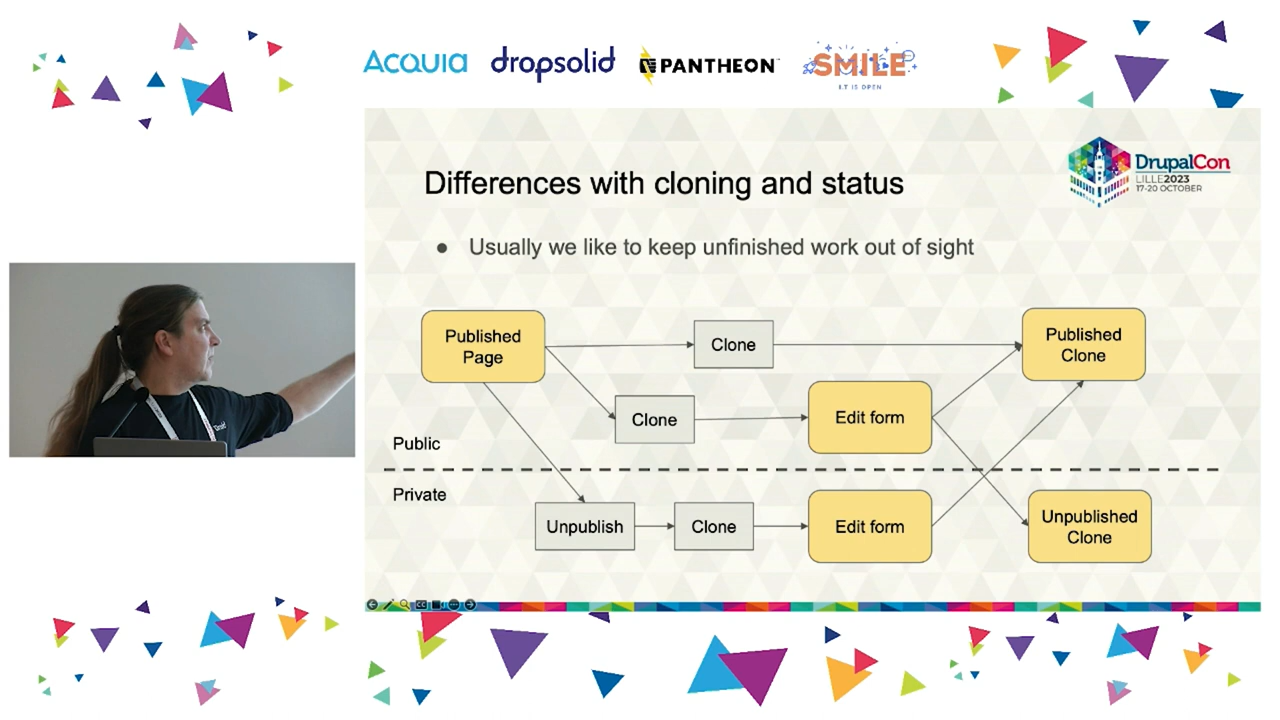 ACQUIA dropsolid PANTHEON SMILE
I.T IS OPEN
DrupalCon
LILLE2023
17-20 OCTOBER
Differences with cloning and status
● Usually we like to keep unfinished work out of sight
Published
Page
Clone
Published
Clone
Clone
Edit form
Public
Private
Unpublish
Clone
Edit form
Unpublished
Clone